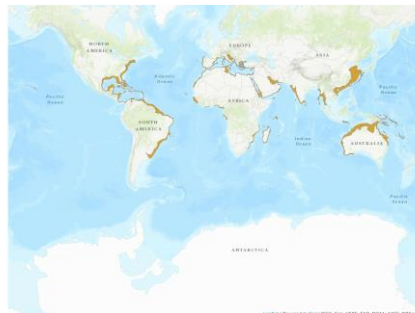 NORTH
AMERICA
EUROPE
ASIA
Atlantic
Ocean
Pacific
Ocean
Pacific
Ocean
AFRICA
SOUTH
AMERICA
Indian
Ocean
AUSTRALIA
Pacific
Ocean
ANTARCTICA